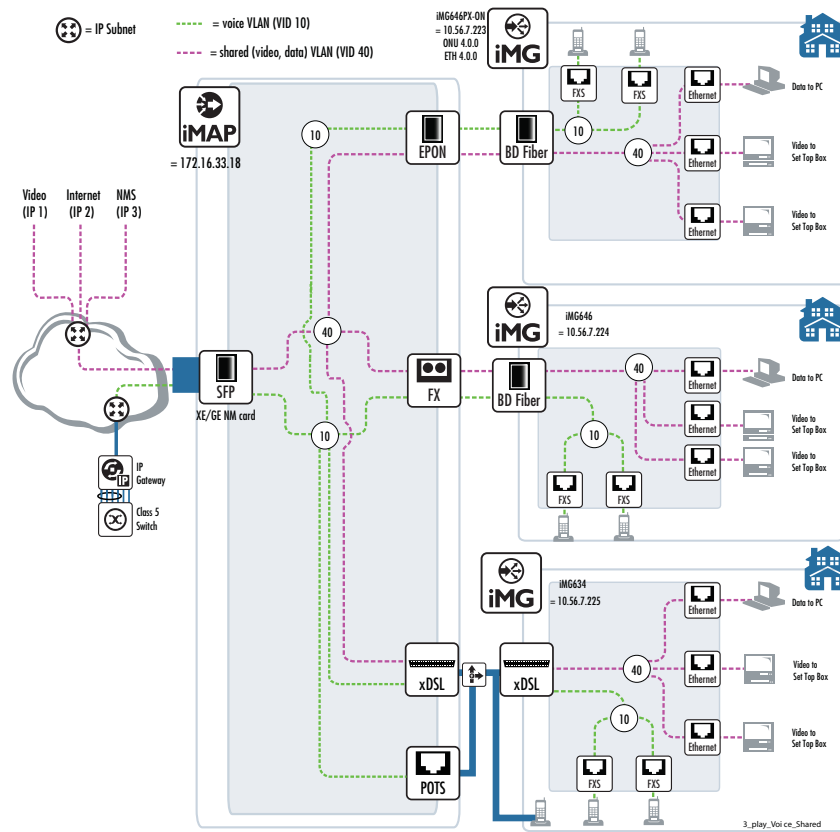 = IP Subnet
= voice VLAN (VID 10)
= shared (video, data) VLAN (VID 40)
iMAP
= 172.16.33.18
Video
(IP 1)
Internet
(IP 2)
NMS
(IP 3)
SFP
XE/GE NM card
IP
Gateway
IP
Class 5
Switch
10
40
10
EPON
FX
xDSL
POTS
iMG646PX-ON
= 10.56.7.223
ONU 4.0.0
ETH 4.0.0
iMG
BD Fiber
FXS
FXS
10
40
Ethernet
Data to PC
Ethernet
Video to
Set Top Box
Ethernet
Video to
Set Top Box
iMG
iMG646
= 10.56.7.224
BD Fiber
40
10
FXS
FXS
Ethernet
Data to PC
Ethernet
Video to
Set Top Box
Ethernet
Video to
Set Top Box
iMG
iMG634
= 10.56.7.225
xDSL
40
10
FXS
FXS
Ethernet
Data to PC
Ethernet
Video to
Set Top Box
Ethernet
Video to
Set Top Box
3_play_Voi ce_Shared